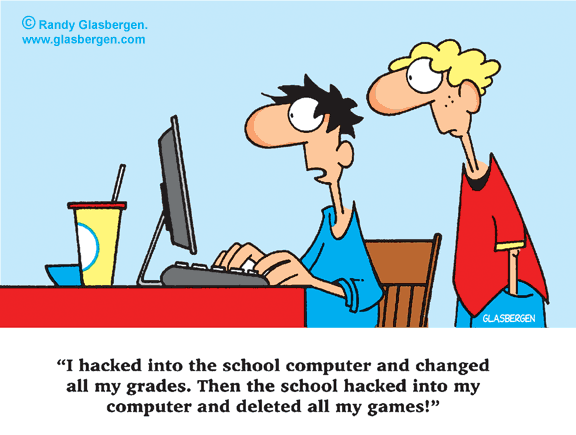 © Randy Glasbergen.
www.glasbergen.com
GLASBERGEN
“I hacked into the school computer and changed
all my grades. Then the school hacked into my
computer and deleted all my games!”